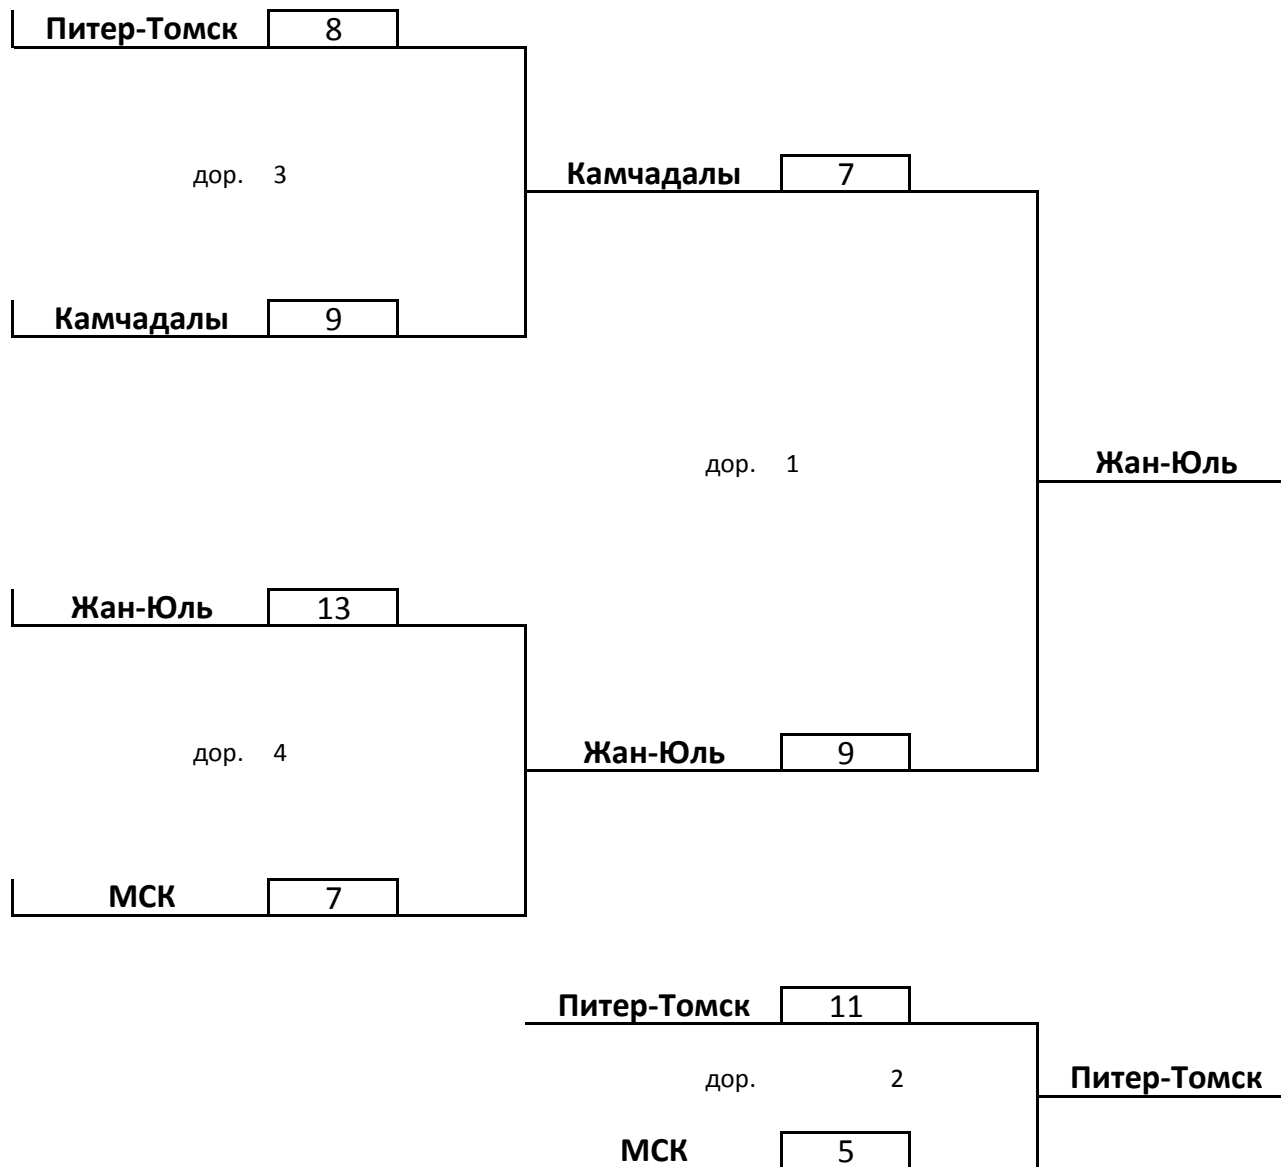 Питер-Томск 8
дор. 3
Камчадалы 7
Камчадалы 9
дор. 1
Жан-Юль
Жан-Юль 13
дор. 4
Жан-Юль 9
МСК 7
Питер-Томск 11
дор. 2
Питер-Томск
МСК 5